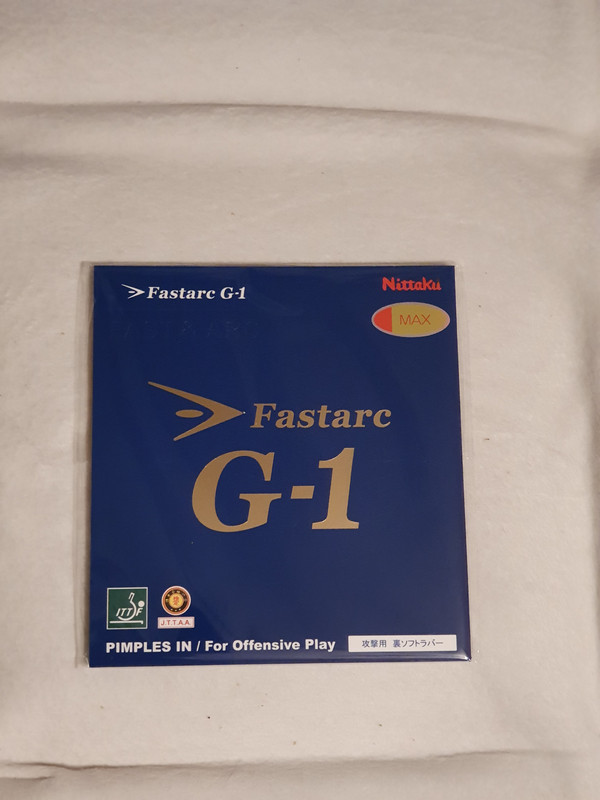 Fastarc G-1
Nittaku
MAX
Fastarc
G-1
ITTF
J.T.T.A.A
PIMPLES IN / For Offensive Play
攻撃用 裏ソフトラバー